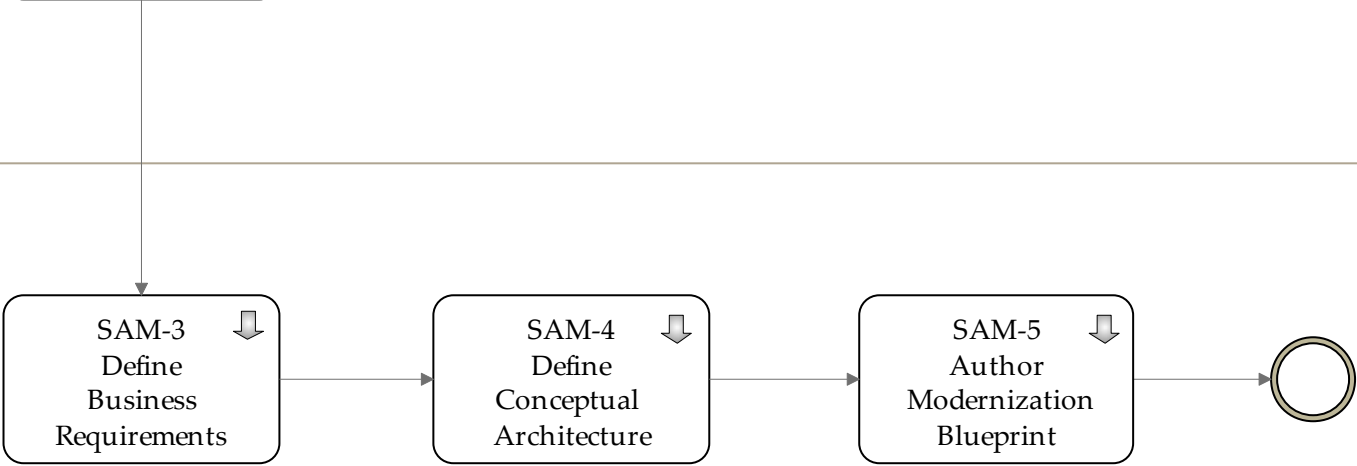 SAM-3
Define
Business
Requirements
SAM-4
Define
Conceptual
Architecture
SAM-5
Author
Modernization
Blueprint